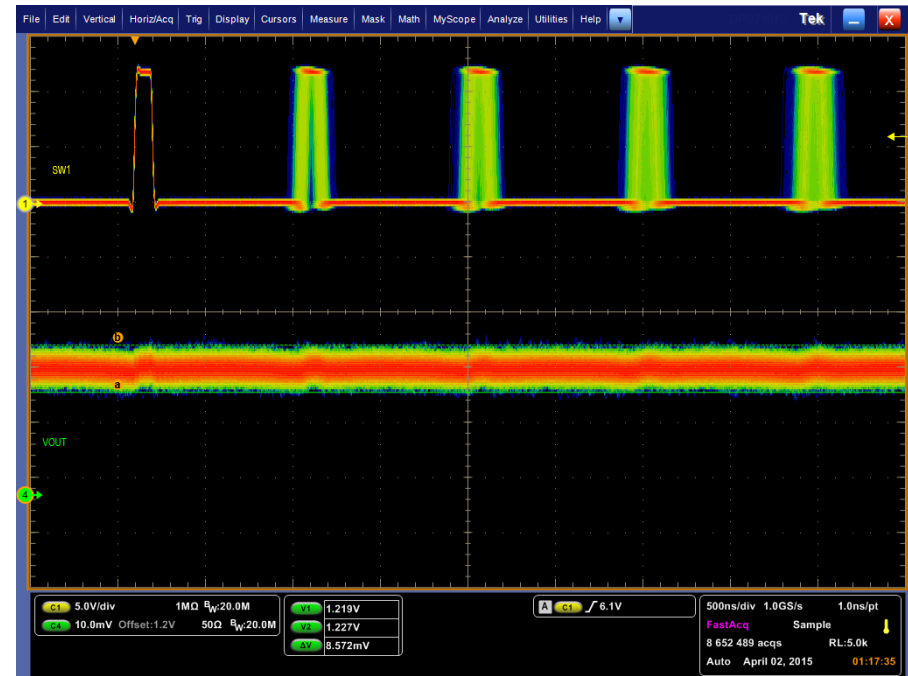 File Edit Vertical Horiz/Acq Trig Display Cursors Measure Mask Math MyScope Analyze Utilities Help Tek X
SW1
1
b
a
VOUT
4
C1 5.0V/div 1MΩ BW:20.0M
C4 10.0mV Offset:1.2V 50Ω BW:20.0M
V1 1.219V
V2 1.227V
ΔV 8.572mV
A C1 6.1V
500ns/div 1.0GS/s 1.0ns/pt
FastAcq Sample
8 652 489 acqs RL:5.0k
Auto April 02, 2015 01:17:35